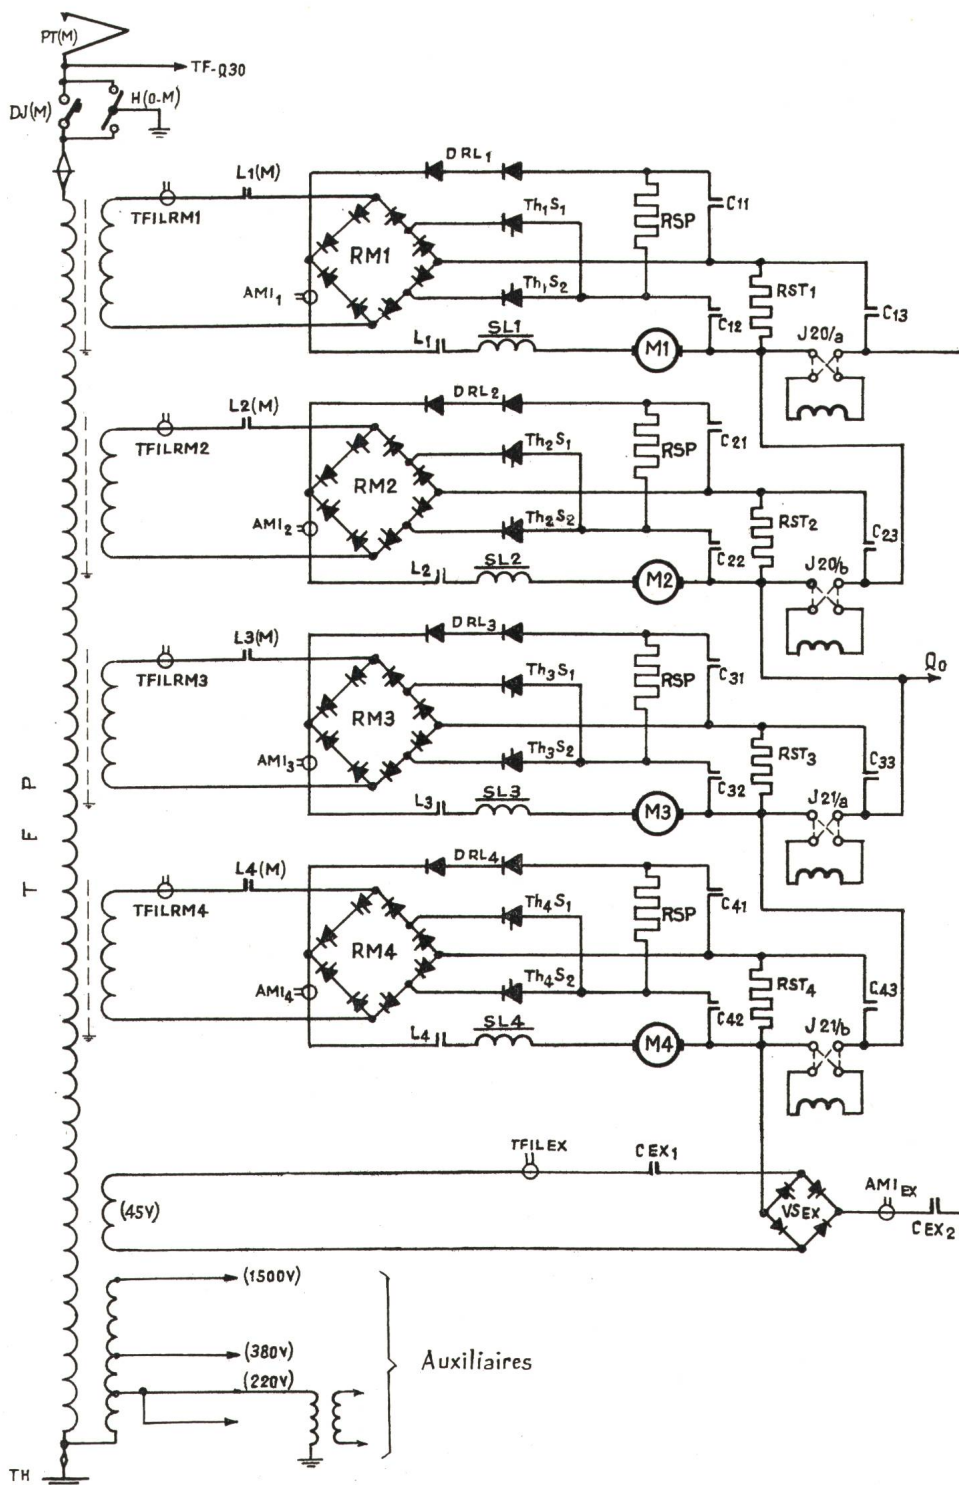 PT(M)
TF-Q30
DJ(M)
H(O-M)
L1(M)
DRL1
TFILRM1
Th1S1
RSP
C11
RM1
AMI1
Th1S2
RST1
C12
C13
L1
SL1
M1
J20/a
L2(M)
DRL2
TFILRM2
Th2S1
RSP
C21
RM2
AMI2
Th2S2
RST2
C22
C23
L2
SL2
M2
J20/b
L3(M)
DRL3
Q0
TFILRM3
Th3S1
RSP
C31
RM3
AMI3
Th3S2
RST3
C32
C33
L3
SL3
M3
J21/a
T F P
L4(M)
DRL4
TFILRM4
Th4S1
RSP
C41
RM4
AMI4
Th4S2
RST4
C42
C43
L4
SL4
M4
J21/b
TFILEX
CEX1
(45V)
VSEX
AMIEX
CEX2
(1500V)
(380V)
(220V)
Auxiliaires
TH